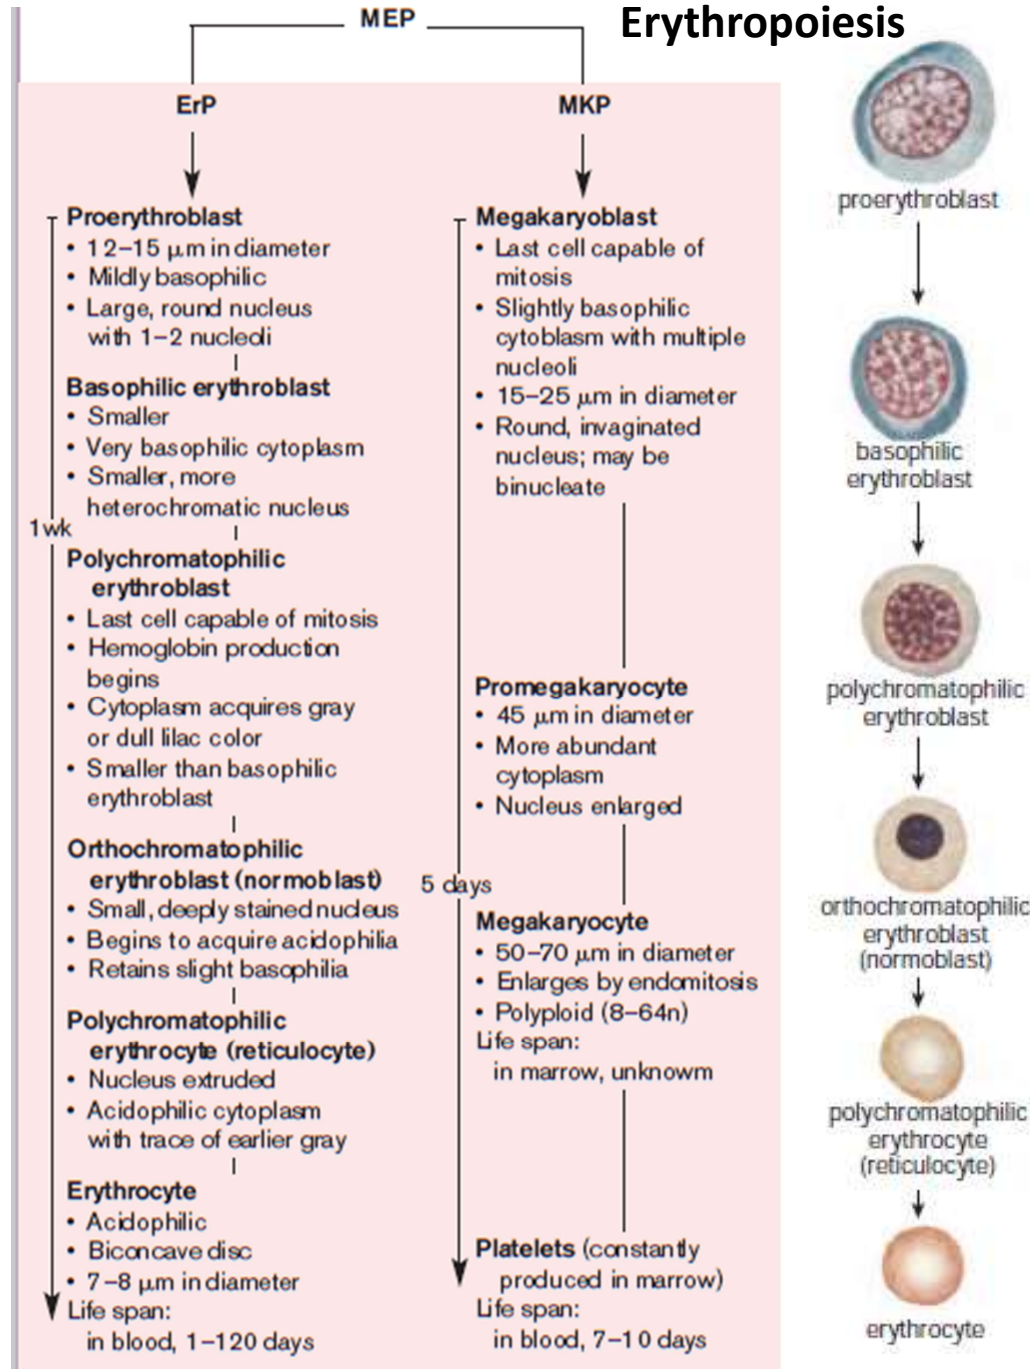 MEP
Erythropoiesis
ErP
MKP
Proerythroblast
• 12–15 μm in diameter
• Mildly basophilic
• Large, round nucleus
with 1–2 nucleoli
Basophilic erythroblast
• Smaller
• Very basophilic cytoplasm
• Smaller, more
heterochromatic nucleus
1 wk
Polychromatophilic
erythroblast
• Last cell capable of mitosis
• Hemoglobin production
begins
• Cytoplasm acquires gray
or dull lilac color
• Smaller than basophilic
erythroblast
Orthochromatophilic
erythroblast (normoblast)
• Small, deeply stained nucleus
• Begins to acquire acidophilia
• Retains slight basophilia
Polychromatophilic
erythrocyte (reticulocyte)
• Nucleus extruded
• Acidophilic cytoplasm
with trace of earlier gray
Erythrocyte
• Acidophilic
• Biconcave disc
• 7–8 μm in diameter
Life span:
in blood, 1–120 days
Megakaryoblast
• Last cell capable of
mitosis
• Slightly basophilic
cytoblasm with multiple
nucleoli
• 15–25 μm in diameter
• Round, invaginated
nucleus; may be
binucleate
Promegakaryocyte
• 45 μm in diameter
• More abundant
cytoplasm
• Nucleus enlarged
5 days
Megakaryocyte
• 50–70 μm in diameter
• Enlarges by endomitosis
• Polyploid (8–64n)
Life span:
in marrow, unknowm
Platelets (constantly
produced in marrow)
Life span:
in blood, 7–10 days
proerythroblast
basophilic
erythroblast
polychromatophilic
erythroblast
orthochromatophilic
erythroblast
(normoblast)
polychromatophilic
erythrocyte
(reticulocyte)
erythrocyte